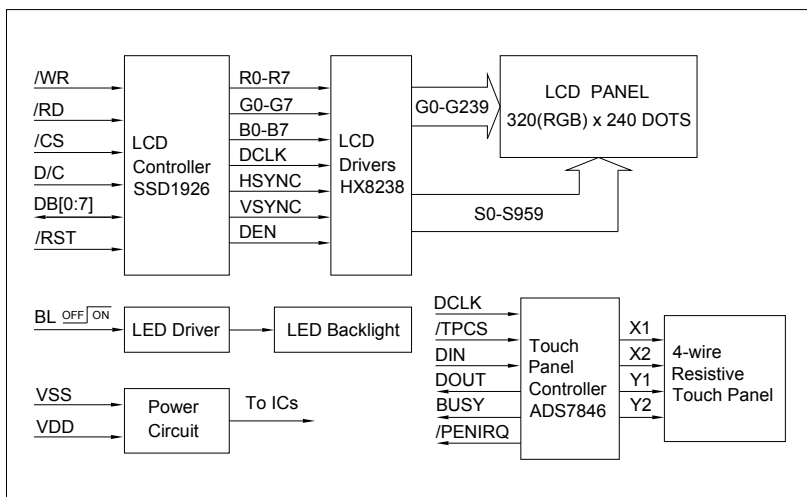 /WR
/RD
/CS
D/C
DB[0:7]
/RST
LCD
Controller
SSD1926
R0-R7
G0-G7
B0-B7
DCLK
HSYNC
VSYNC
DEN
LCD
Drivers
HX8238
G0-G239
S0-S959
LCD PANEL
320(RGB) x 240 DOTS
BL OFF ON
LED Driver
LED Backlight
VSS
VDD
Power
Circuit
To ICs
DCLK
/TPCS
DIN
DOUT
BUSY
/PENIRQ
Touch
Panel
Controller
ADS7846
X1
X2
Y1
Y2
4-wire
Resistive
Touch Panel